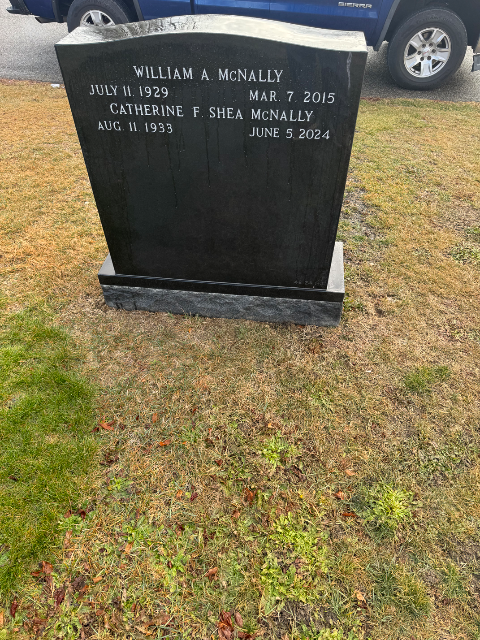 SIERRA
WILLIAM A. McNALLY
JULY 11, 1929 MAR. 7, 2015
CATHERINE F. SHEA McNALLY
AUG. 11, 1933 JUNE 5, 2024